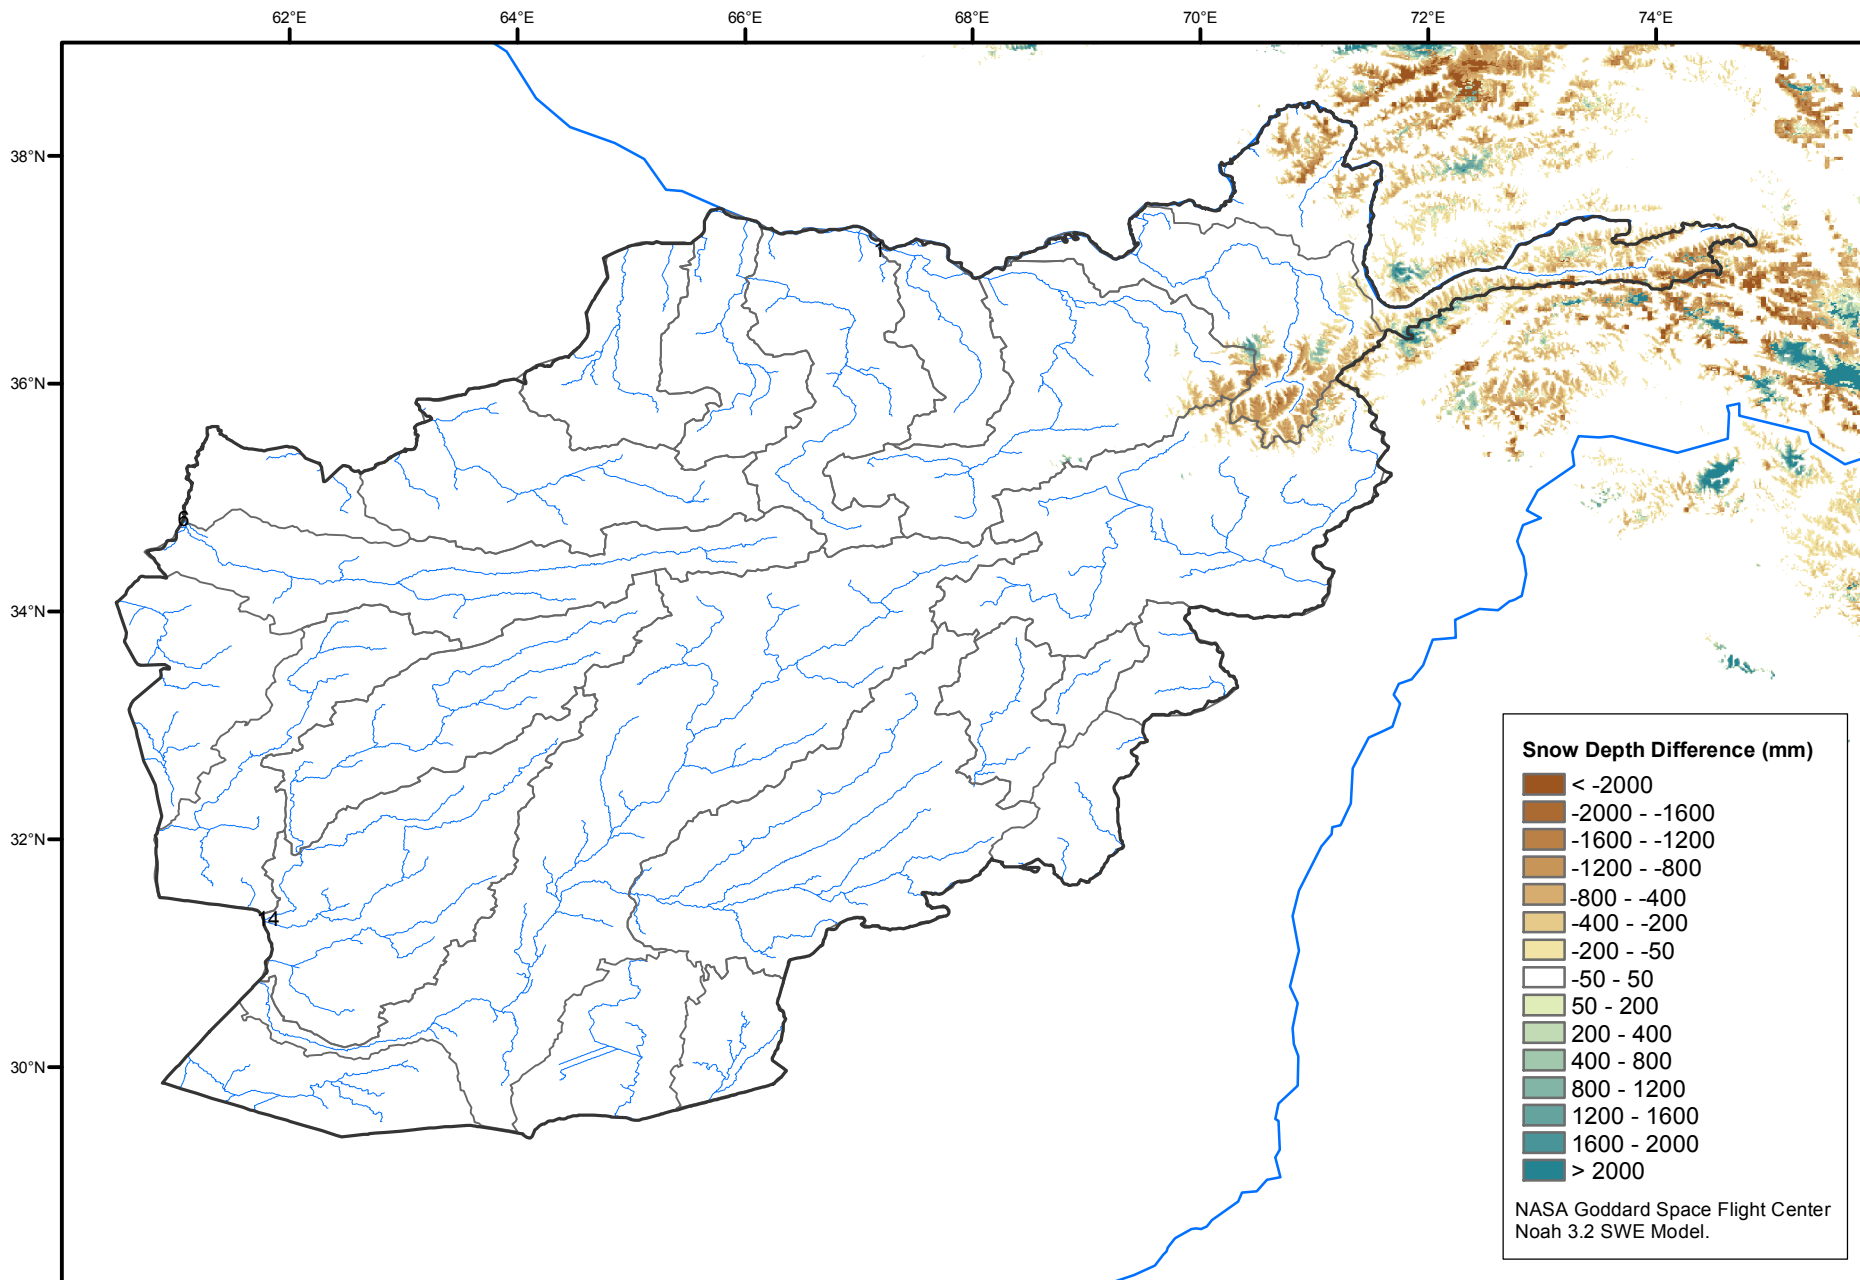 62°E 64°E 66°E 68°E 70°E 72°E 74°E
38°N
1
36°N
6
34°N
32°N
14
30°N
Snow Depth Difference (mm)
< -2000
-2000 - -1600
-1600 - -1200
-1200 - -800
-800 - -400
-400 - -200
-200 - -50
-50 - 50
50 - 200
200 - 400
400 - 800
800 - 1200
1200 - 1600
1600 - 2000
> 2000
NASA Goddard Space Flight Center
Noah 3.2 SWE Model.